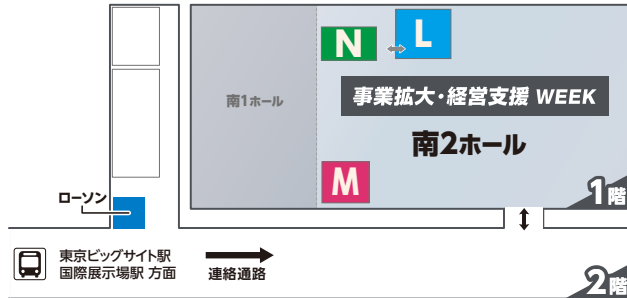 N
L
南1ホール
事業拡大・経営支援 WEEK
南2ホール
M
1階
ローソン
東京ビッグサイト駅
国際展示場駅 方面
連絡通路
2階